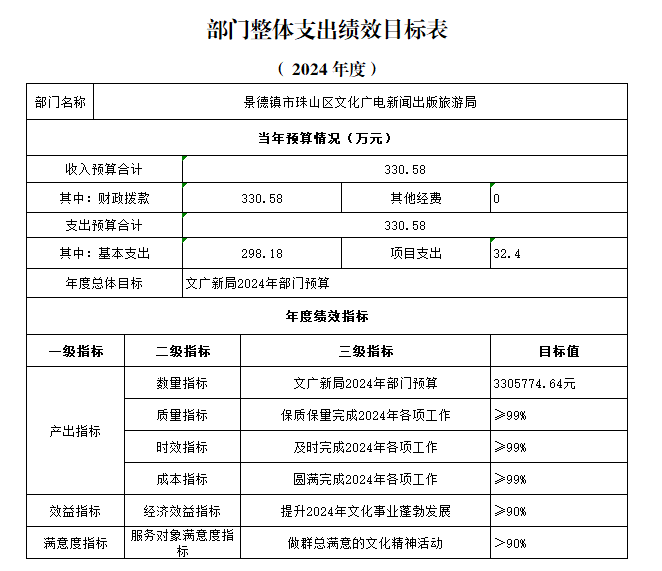 部门整体支出绩效目标表
（ 2024 年度）
部门名称 景德镇市珠山区文化广电新闻出版旅游局
当年预算情况（万元）
收入预算合计 330.58
其中：财政拨款 330.58 其他经费 0
支出预算合计 330.58
其中：基本支出 298.18 项目支出 32.4
年度总体目标 文广新局2024年部门预算
年度绩效指标
一级指标 二级指标 三级指标 目标值
产出指标 数量指标 文广新局2024年部门预算 3305774.64元
质量指标 保质保量完成2024年各项工作 ≥99%
时效指标 及时完成2024年各项工作 ≥99%
成本指标 圆满完成2024年各项工作 ≥99%
效益指标 经济效益指标 提升2024年文化事业蓬勃发展 ≥90%
满意度指标 服务对象满意度指
标 做群总满意的文化精神活动 >90%